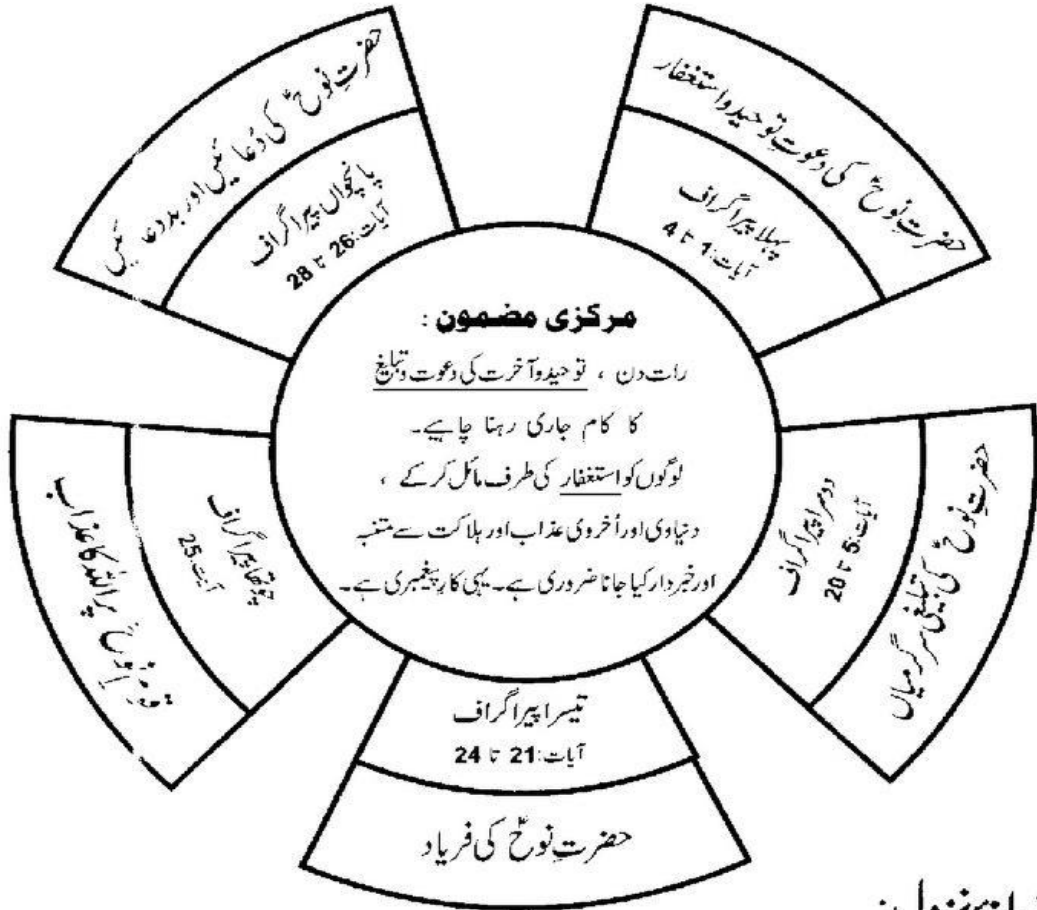 حضرتِ نوحؑ کی دعوتِ توحید و استغفار
پہلا پیراگراف
آیات:1 تا 4
حضرتِ نوحؑ کی تبلیغی سرگرمیاں
دوسرا پیراگراف
آیات:5 تا 20
تیسرا پیراگراف
آیات:21 تا 24
حضرتِ نوحؑ کی فریاد
قومِ نوحؑ پر اللہ کا عذاب
چوتھا پیراگراف
آیت:25
حضرتِ نوحؑ کی دُعائیں اور بددعائیں
پانچواں پیراگراف
آیات:26 تا 28
مرکزی مضمون :
رات دن ، توحید و آخرت کی دعوت و تبلیغ
کا کام جاری رہنا چاہیے۔
لوگوں کو استغفار کی طرف مائل کر کے ،
دنیاوی اور اُخروی عذاب اور ہلاکت سے متنبہ
اور خبردار کیا جانا ضروری ہے۔ یہی کارِ پیغمبری ہے۔